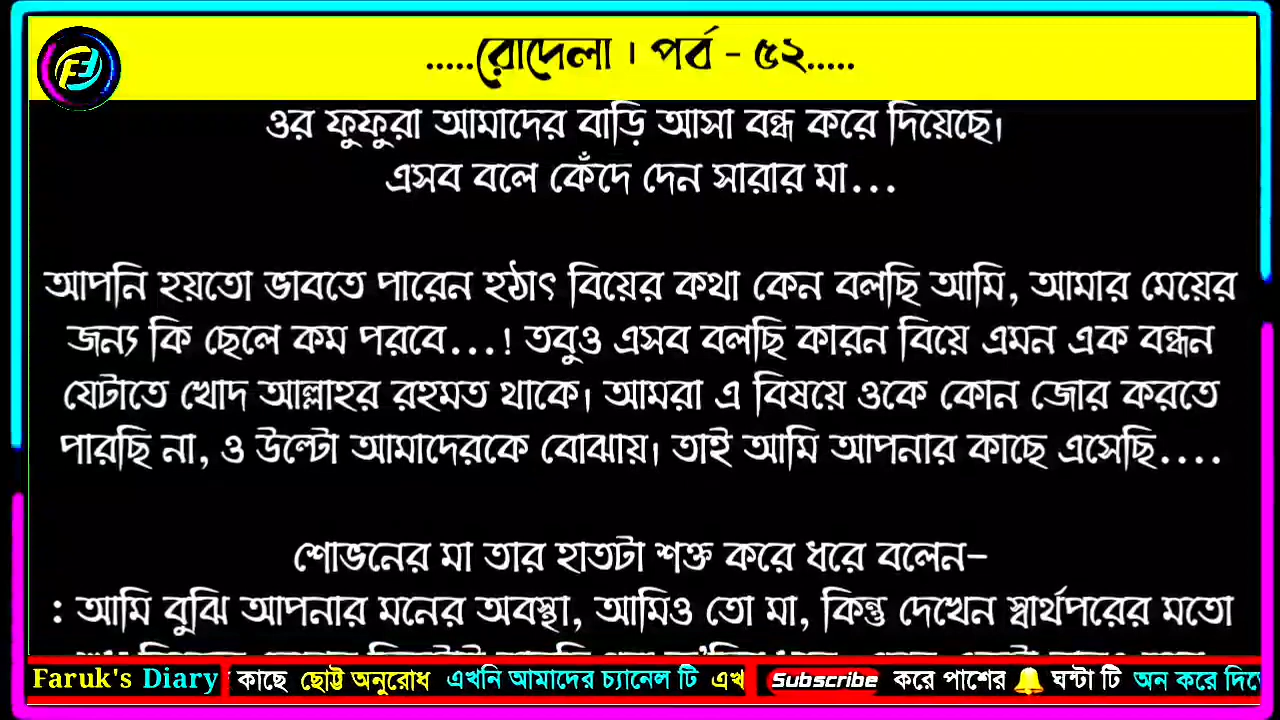 .....রোদেলা । পর্ব - ৫২.....
ওর ফুফুরা আমাদের বাড়ি আসা বন্ধ করে দিয়েছে।
এসব বলে কেঁদে দেন সারার মা...
আপনি হয়তো ভাবতে পারেন হঠাৎ বিয়ের কথা কেন বলছি আমি, আমার মেয়ের
জন্য কি ছেলে কম পরবে...! তবুও এসব বলছি কারন বিয়ে এমন এক বন্ধন
যেটাতে খোদ আল্লাহর রহমত থাকে। আমরা এ বিষয়ে ওকে কোন জোর করতে
পারছি না, ও উল্টো আমাদেরকে বোঝায়। তাই আমি আপনার কাছে এসেছি....
শোভনের মা তার হাতটা শক্ত করে ধরে বলেন-
: আমি বুঝি আপনার মনের অবস্থা, আমিও তো মা, কিন্তু দেখেন স্বার্থপরের মতো
Faruk's Diary কাছে ছোট্ট অনুরোধ এখনি আমাদের চ্যানেল টি এখ Subscribe করে পাশের 🔔 ঘন্টা টি অন করে দিয়ে